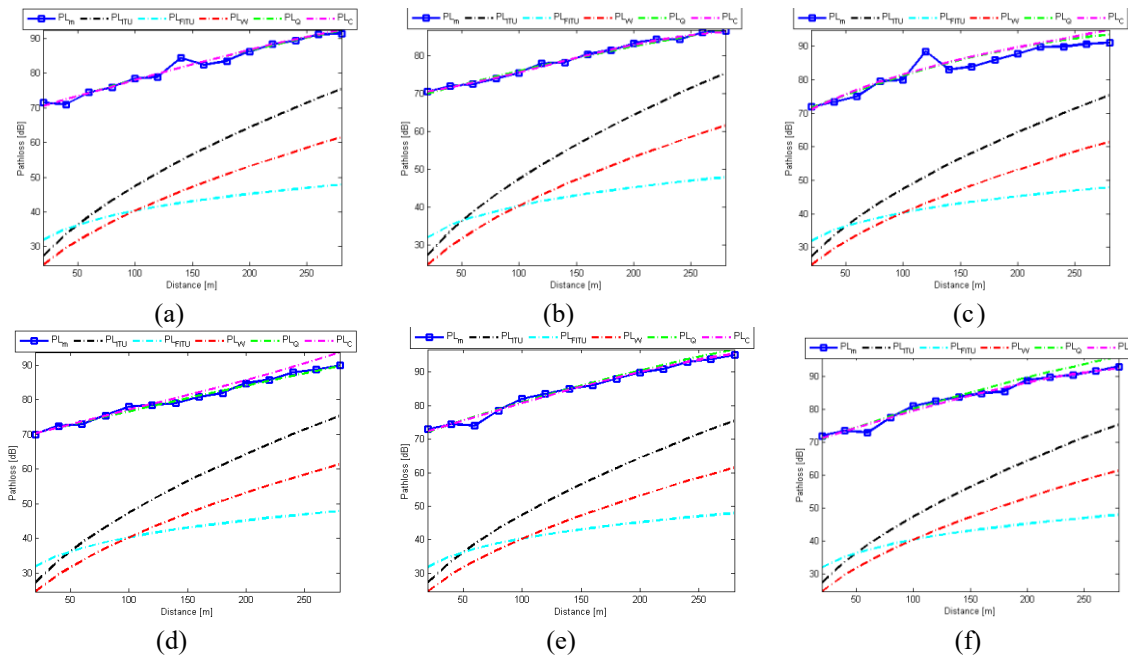 PLm PLITU PLFITU PLW PLQ PLC
PLm PLITU PLFITU PLW PLQ PLC
PLm PLITU PLFITU PLW PLQ PLC
90
80
70
60
50
40
30
Pathloss [dB]
50 100 150 200 250
Distance [m]
80
70
60
50
40
30
Pathloss [dB]
50 100 150 200 250
Distance [m]
90
80
70
60
50
40
30
Pathloss [dB]
50 100 150 200 250
Distance [m]
(a)
(b)
(c)
PLm PLITU PLFITU PLW PLQ PLC
PLm PLITU PLFITU PLW PLQ PLC
PLm PLITU PLFITU PLW PLQ PL
90
80
70
60
50
40
30
Pathloss [dB]
50 100 150 200 250
Distance [m]
90
80
70
60
50
40
30
Pathloss [dB]
50 100 150 200 250
Distance [m]
90
80
70
60
50
40
30
Pathloss [dB]
50 100 150 200 250
Distance [m]
(d)
(e)
(f)